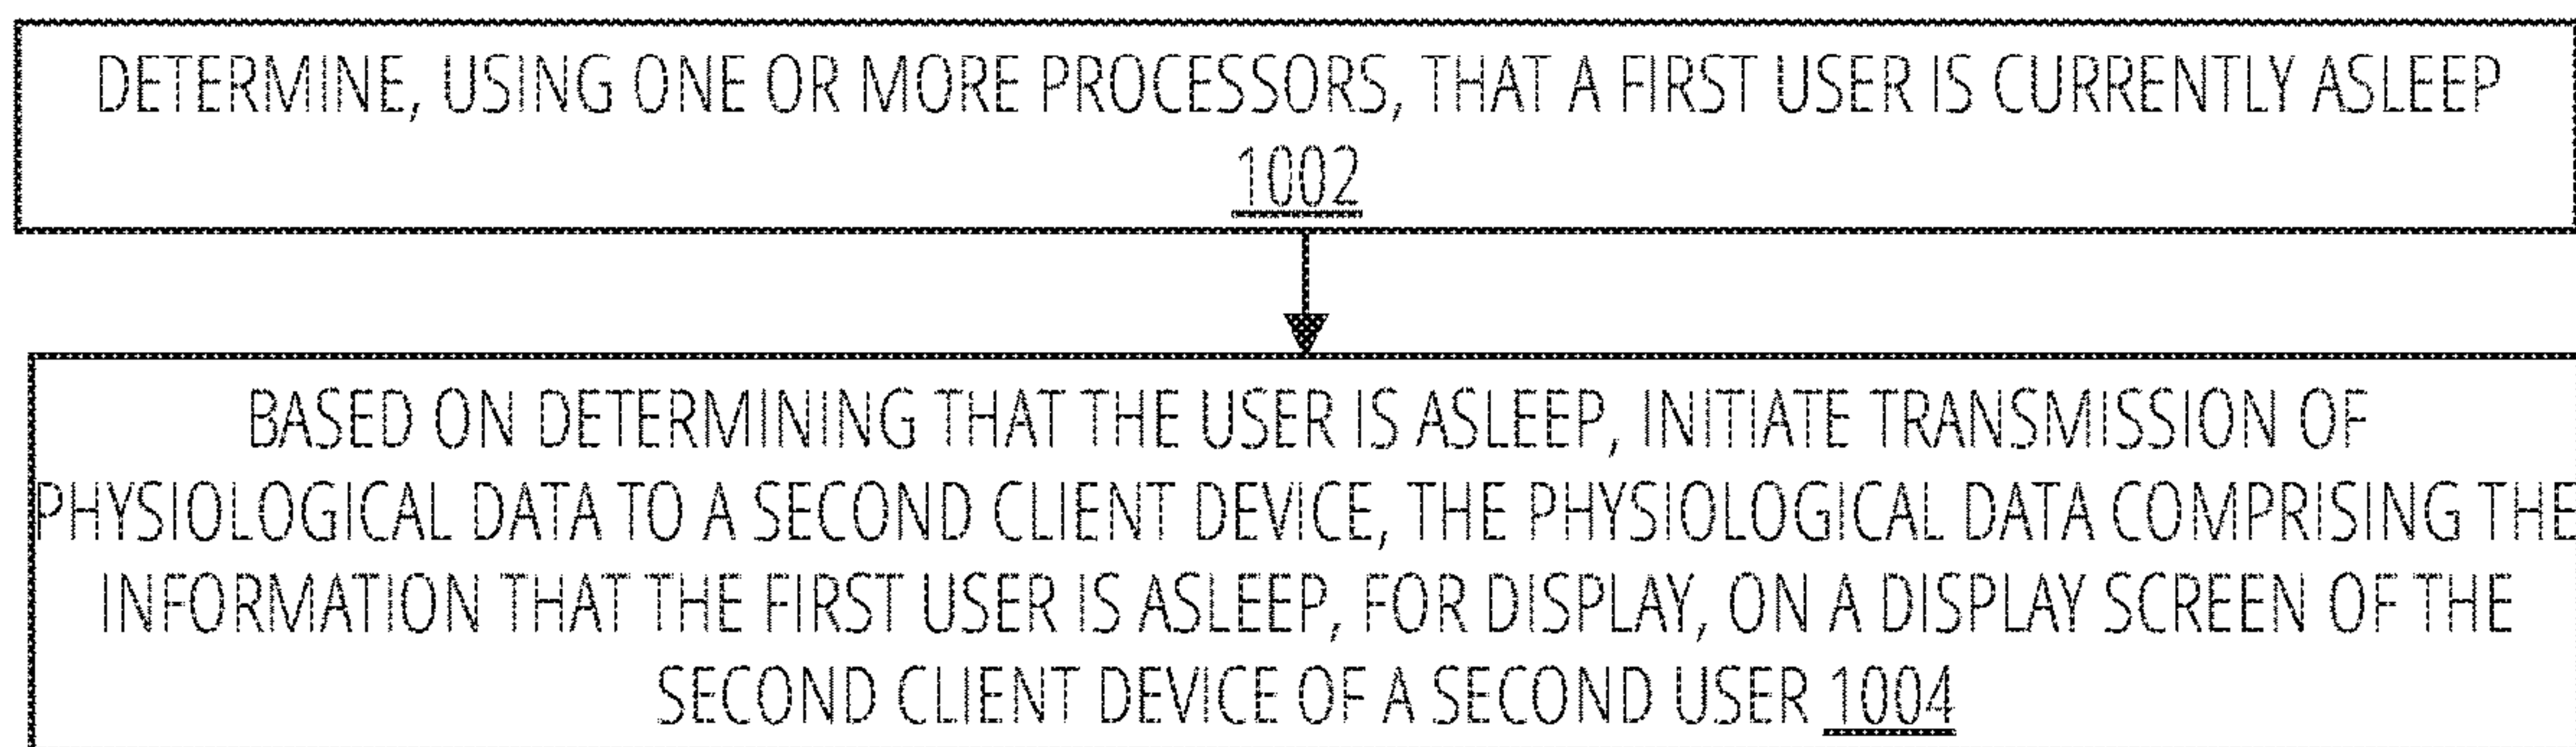 DETERMINE, USING ONE OR MORE PROCESSORS, THAT A FIRST USER IS CURRENTLY ASLEEP
1002
BASED ON DETERMINING THAT THE USER IS ASLEEP, INITIATE TRANSMISSION OF
PHYSIOLOGICAL DATA TO A SECOND CLIENT DEVICE, THE PHYSIOLOGICAL DATA COMPRISING THE
INFORMATION THAT THE FIRST USER IS ASLEEP, FOR DISPLAY, ON A DISPLAY SCREEN OF THE
SECOND CLIENT DEVICE OF A SECOND USER 1004